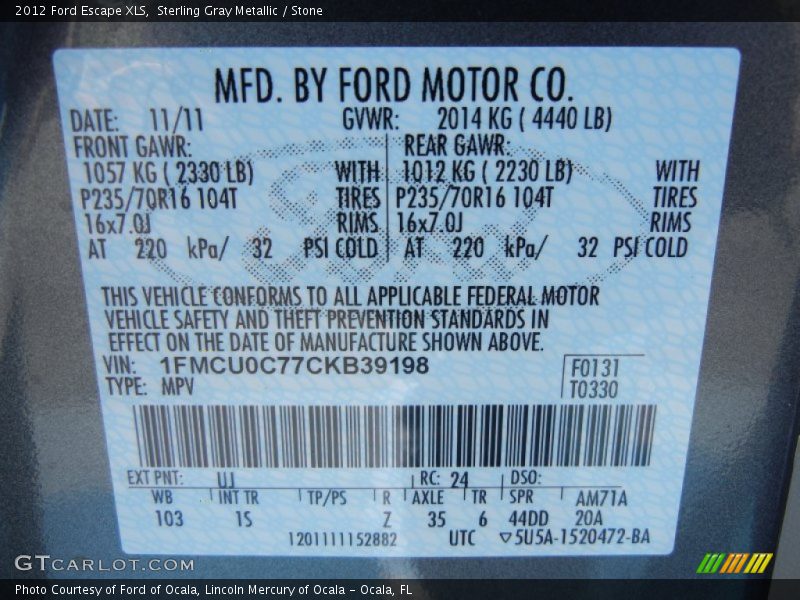 2012 Ford Escape XLS, Sterling Gray Metallic / Stone
MFD. BY FORD MOTOR CO.
DATE: 11/11 GVWR: 2014 KG ( 4440 LB)
FRONT GAWR: REAR GAWR:
1057 KG ( 2330 LB) WITH 1012 KG ( 2230 LB) WITH
P235/70R16 104T TIRES P235/70R16 104T TIRES
16x7.0J RIMS 16x7.0J RIMS
AT 220 kPa/ 32 PSI COLD AT 220 kPa/ 32 PSI COLD
THIS VEHICLE CONFORMS TO ALL APPLICABLE FEDERAL MOTOR
VEHICLE SAFETY AND THEFT PREVENTION STANDARDS IN
EFFECT ON THE DATE OF MANUFACTURE SHOWN ABOVE.
VIN: 1FMCU0C77CKB39198 F0131
TYPE: MPV T0330
EXT PNT: UJ RC: 24 DSO:
WB INT TR TP/PS R AXLE TR SPR AM71A
103 1S Z 35 6 44DD 20A
1201111152882 UTC ▽5U5A-1520472-BA
GTCARLOT.COM
Photo Courtesy of Ford of Ocala, Lincoln Mercury of Ocala - Ocala, FL